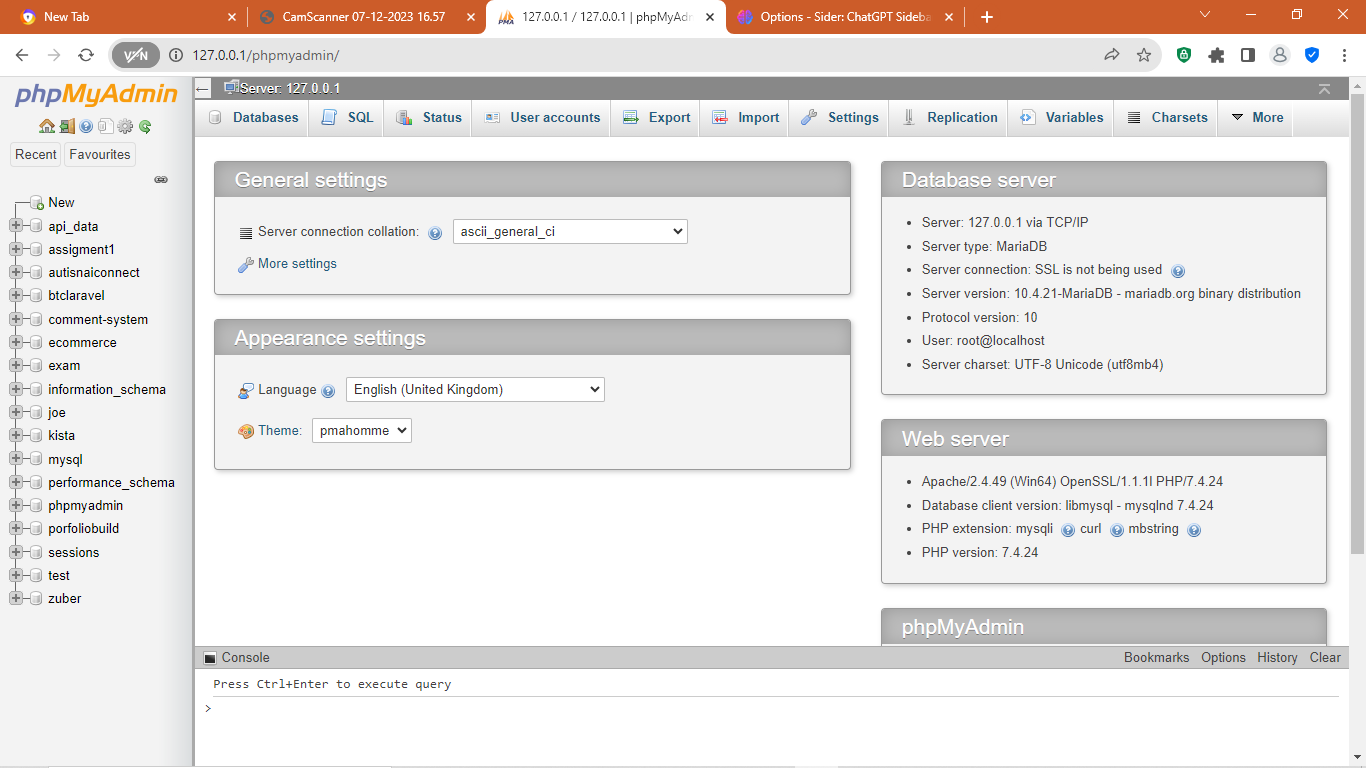 New Tab
CamScanner 07-12-2023 16.57
127.0.0.1 / 127.0.0.1 | phpMyAdm
Options - Sider: ChatGPT Sideba
VPN
127.0.0.1/phpmyadmin/
phpMyAdmin
Recent
Favourites
New
api_data
assigment1
autisnaiconnect
btclaravel
comment-system
ecommerce
exam
information_schema
joe
kista
mysql
performance_schema
phpmyadmin
porfoliobuild
sessions
test
zuber
Server: 127.0.0.1
Databases
SQL
Status
User accounts
Export
Import
Settings
Replication
Variables
Charsets
More
General settings
Server connection collation:
ascii_general_ci
More settings
Appearance settings
Language
English (United Kingdom)
Theme:
pmahomme
Database server
Server: 127.0.0.1 via TCP/IP
Server type: MariaDB
Server connection: SSL is not being used
Server version: 10.4.21-MariaDB - mariadb.org binary distribution
Protocol version: 10
User: root@localhost
Server charset: UTF-8 Unicode (utf8mb4)
Web server
Apache/2.4.49 (Win64) OpenSSL/1.1.1l PHP/7.4.24
Database client version: libmysql - mysqlnd 7.4.24
PHP extension: mysqli curl mbstring
PHP version: 7.4.24
phpMyAdmin
Console
Bookmarks
Options
History
Clear
Press Ctrl+Enter to execute query
>